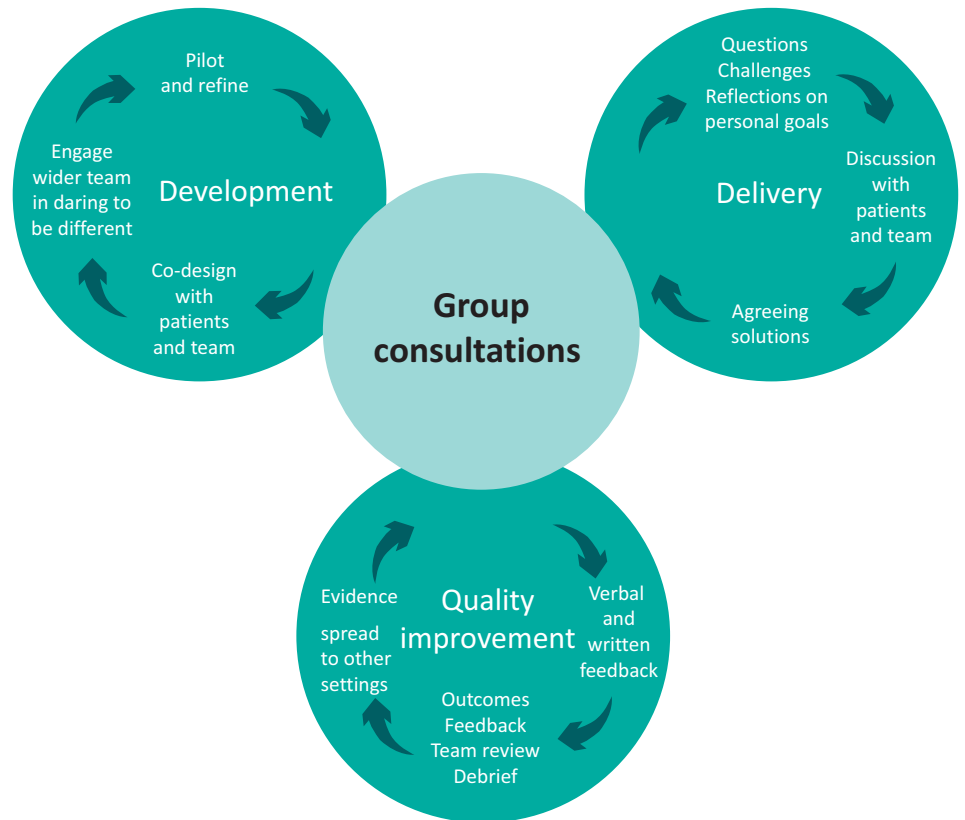 Pilot
and refine
Engage
wider team
in daring to
be different
Development
Co-design
with
patients
and team
Questions
Challenges
Reflections on
personal goals
Delivery
Discussion
with
patients
and team
Agreeing
solutions
Group
consultations
Evidence
spread
to other
settings
Quality
improvement
Verbal
and
written
feedback
Outcomes
Feedback
Team review
Debrief